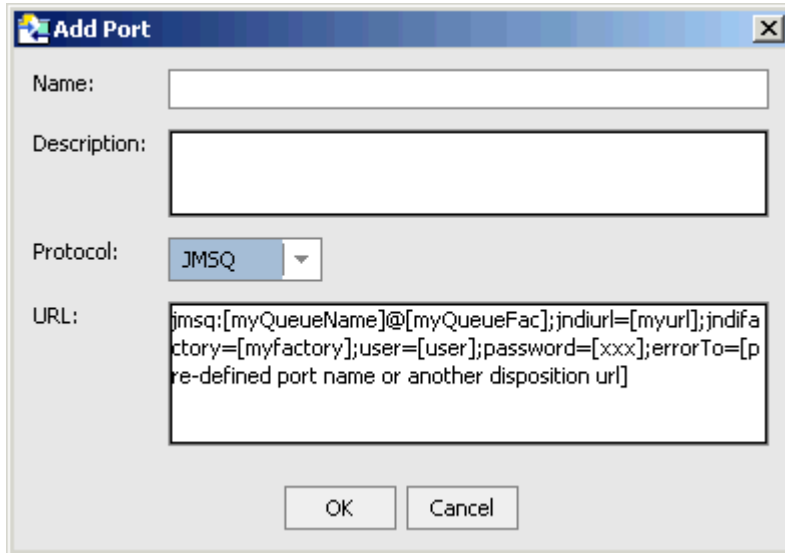 Add Port
Name:
Description:
Protocol:
JMSQ
URL:
jmsq:[myQueueName]@[myQueueFac];jndiurl=[myurl];jndifa
ctory=[myfactory];user=[user];password=[xxx];errorTo=[p
re-defined port name or another disposition url]
OK
Cancel